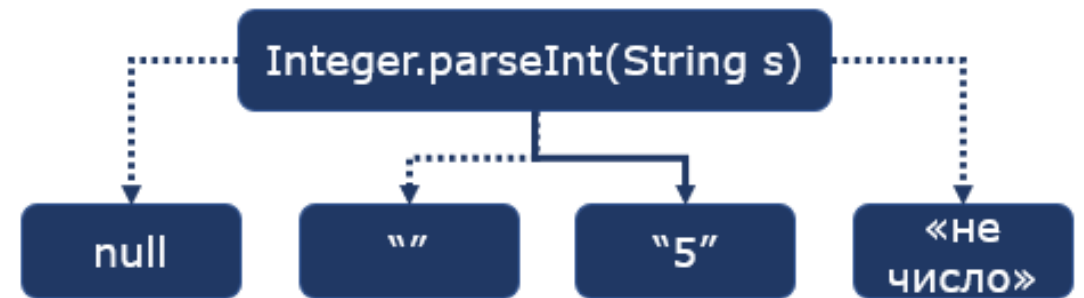 Integer.parseInt(String s)
null
“”
“5”
«не
число»